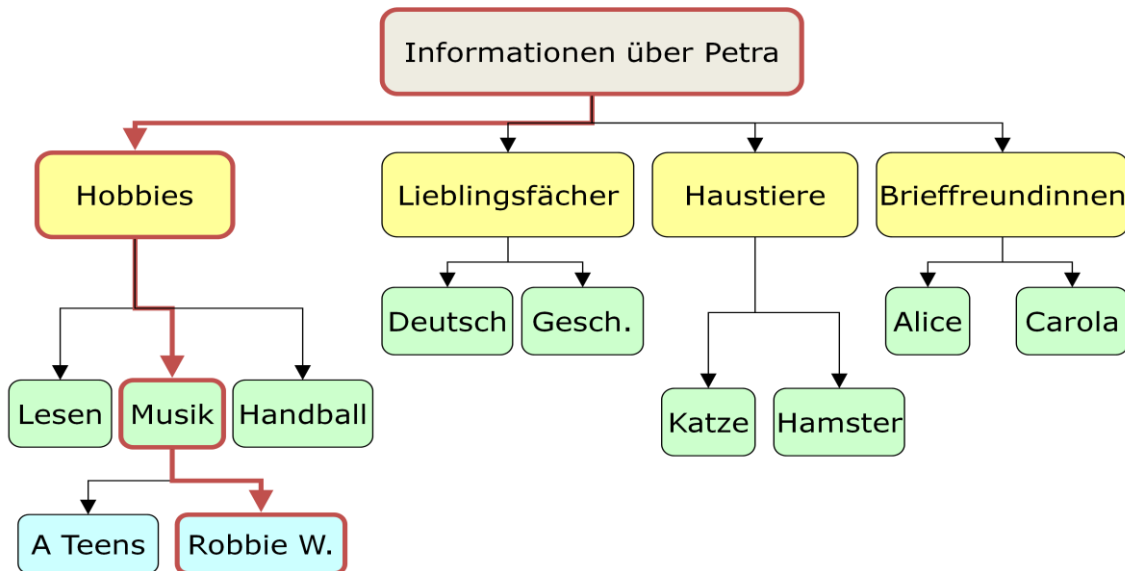 Informationen über Petra
Hobbies
Lieblingsfächer
Haustiere
Brieffreundinnen
Deutsch
Gesch.
Alice
Carola
Lesen
Musik
Handball
Katze
Hamster
A Teens
Robbie W.